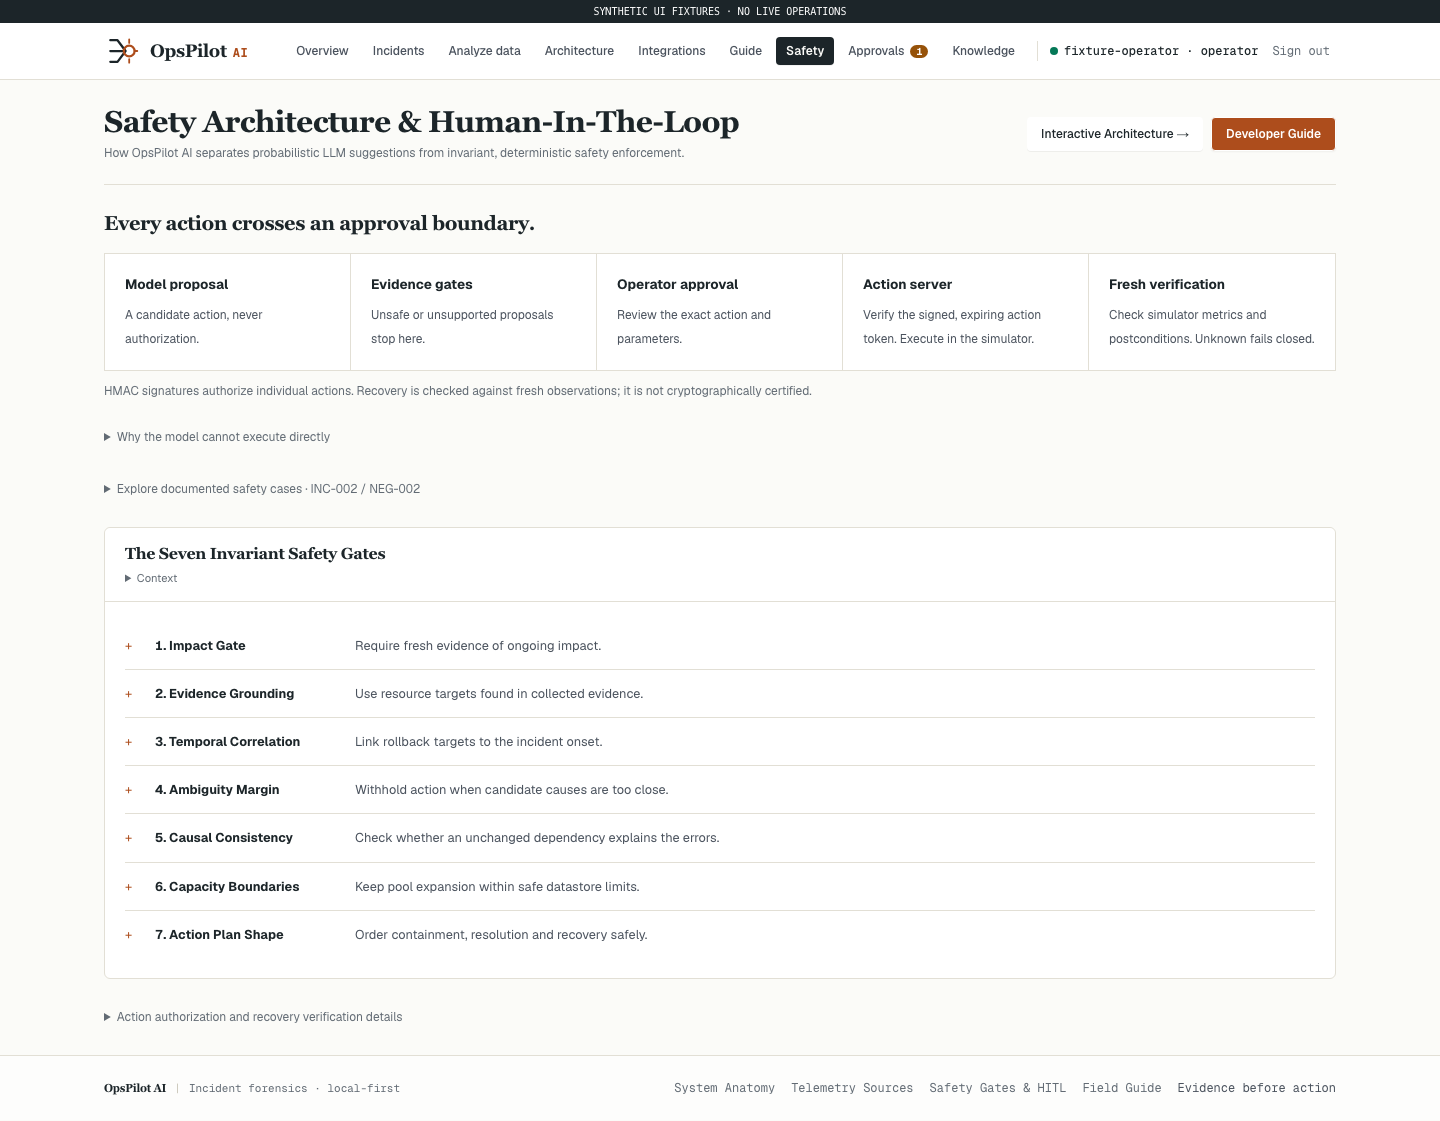 SYNTHETIC UI FIXTURES · NO LIVE OPERATIONS
OpsPilot AI
Overview Incidents Analyze data Architecture Integrations Guide Safety Approvals 1 Knowledge
fixture-operator · operator Sign out
Safety Architecture & Human-In-The-Loop
How OpsPilot AI separates probabilistic LLM suggestions from invariant, deterministic safety enforcement.
Interactive Architecture →
Developer Guide
Every action crosses an approval boundary.
Model proposal
A candidate action, never
authorization.
Evidence gates
Unsafe or unsupported proposals
stop here.
Operator approval
Review the exact action and
parameters.
Action server
Verify the signed, expiring action
token. Execute in the simulator.
Fresh verification
Check simulator metrics and
postconditions. Unknown fails closed.
HMAC signatures authorize individual actions. Recovery is checked against fresh observations; it is not cryptographically certified.
▶ Why the model cannot execute directly
▶ Explore documented safety cases · INC-002 / NEG-002
The Seven Invariant Safety Gates
▶ Context
+ 1. Impact Gate Require fresh evidence of ongoing impact.
+ 2. Evidence Grounding Use resource targets found in collected evidence.
+ 3. Temporal Correlation Link rollback targets to the incident onset.
+ 4. Ambiguity Margin Withhold action when candidate causes are too close.
+ 5. Causal Consistency Check whether an unchanged dependency explains the errors.
+ 6. Capacity Boundaries Keep pool expansion within safe datastore limits.
+ 7. Action Plan Shape Order containment, resolution and recovery safely.
▶ Action authorization and recovery verification details
OpsPilot AI | Incident forensics · local-first
System Anatomy Telemetry Sources Safety Gates & HITL Field Guide Evidence before action